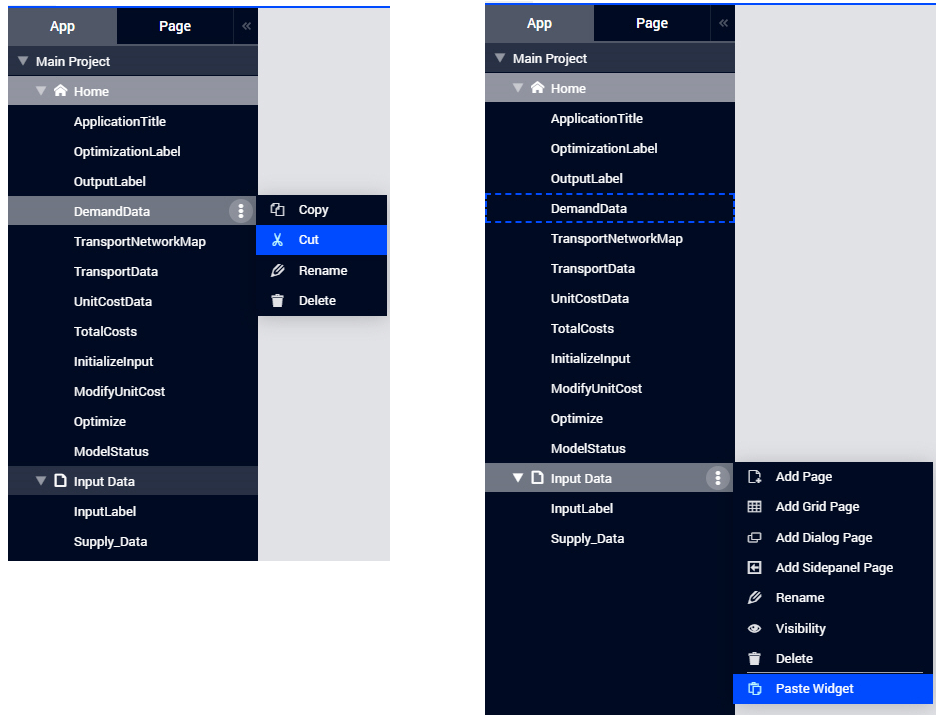 App
Page
«
Main Project
Home
ApplicationTitle
OptimizationLabel
OutputLabel
DemandData
TransportNetworkMap
TransportData
UnitCostData
TotalCosts
InitializeInput
ModifyUnitCost
Optimize
ModelStatus
Input Data
InputLabel
Supply_Data
Copy
Cut
Rename
Delete
App
Page
«
Main Project
Home
ApplicationTitle
OptimizationLabel
OutputLabel
DemandData
TransportNetworkMap
TransportData
UnitCostData
TotalCosts
InitializeInput
ModifyUnitCost
Optimize
ModelStatus
Input Data
InputLabel
Supply_Data
Add Page
Add Grid Page
Add Dialog Page
Add Sidepanel Page
Rename
Visibility
Delete
Paste Widget